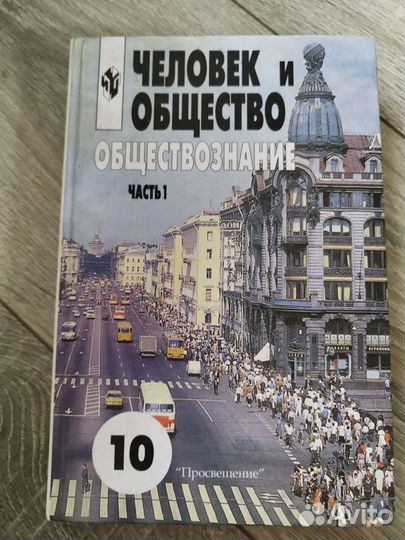 ЧЕЛОВЕК И
ОБЩЕСТВО
ОБЩЕСТВОЗНАНИЕ
ЧАСТЬ 1
10
"Просвещение"
Avito